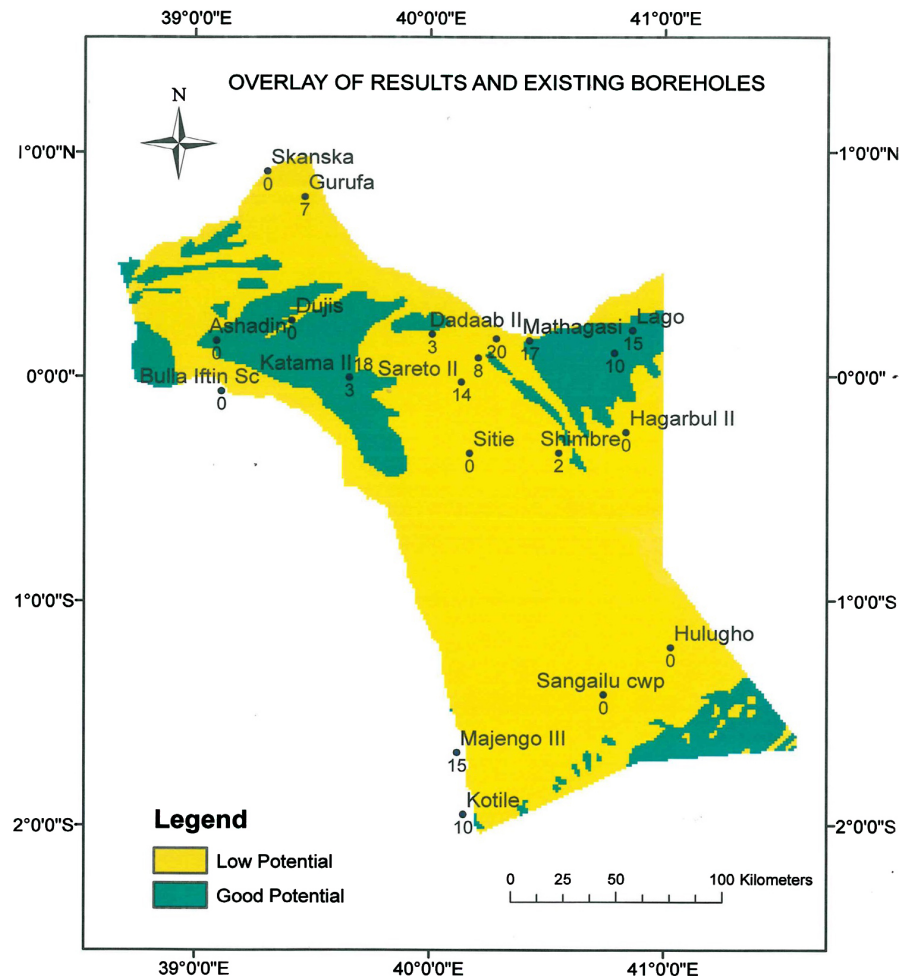 39°0'0"E 40°0'0"E 41°0'0"E
OVERLAY OF RESULTS AND EXISTING BOREHOLES
N
1°0'0"N 1°0'0"N
Skanska
0
Gurufa
7
Dujis
0
Ashadin
0
Dadaab II
3
20
Mathagasi
17
Lago
15
10
8
Katama II 18
3
Sareto II
14
0°0'0" 0°0'0"
Bulla Iftin Sc
0
Hagarbul II
0
Sitie
0
Shimbre
2
1°0'0"S 1°0'0"S
Hulugho
0
Sangailu cwp
0
Majengo III
15
Kotile
10
2°0'0"S 2°0'0"S
Legend
Low Potential
Good Potential
0 25 50 100 Kilometers
39°0'0"E 40°0'0"E 41°0'0"E